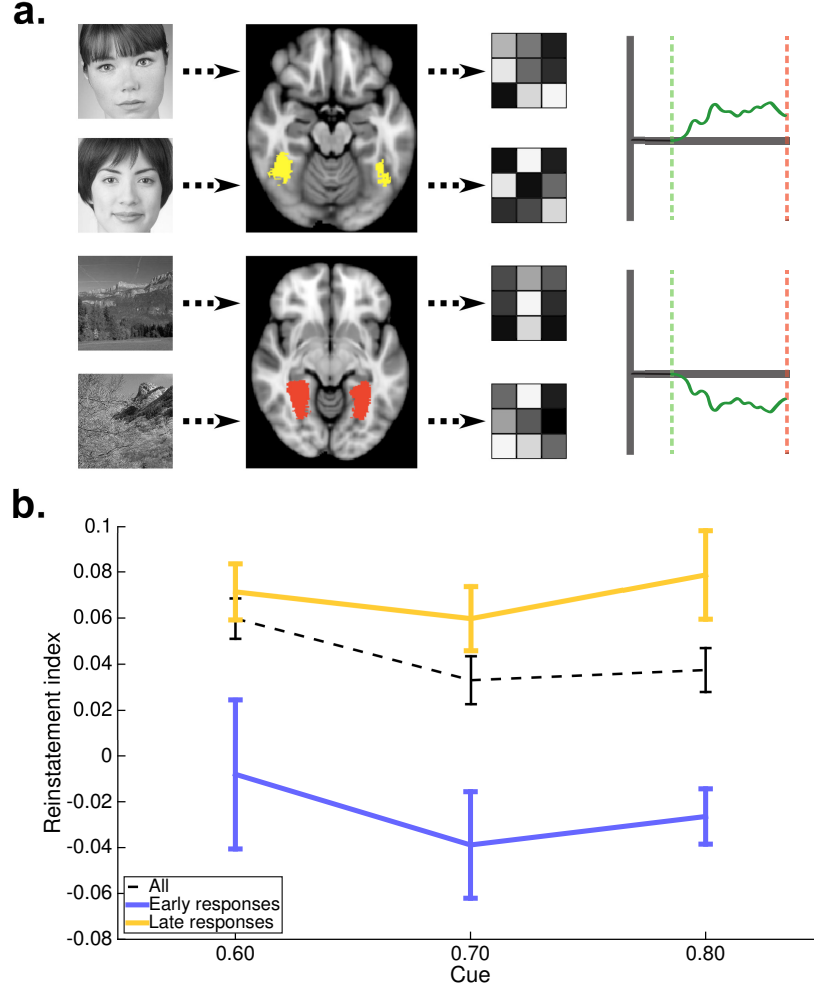 a.
b.
0.1
0.08
0.06
0.04
0.02
0
-0.02
-0.04
-0.06
-0.08
Reinstatement index
All
Early responses
Late responses
0.60 0.70 0.80
Cue